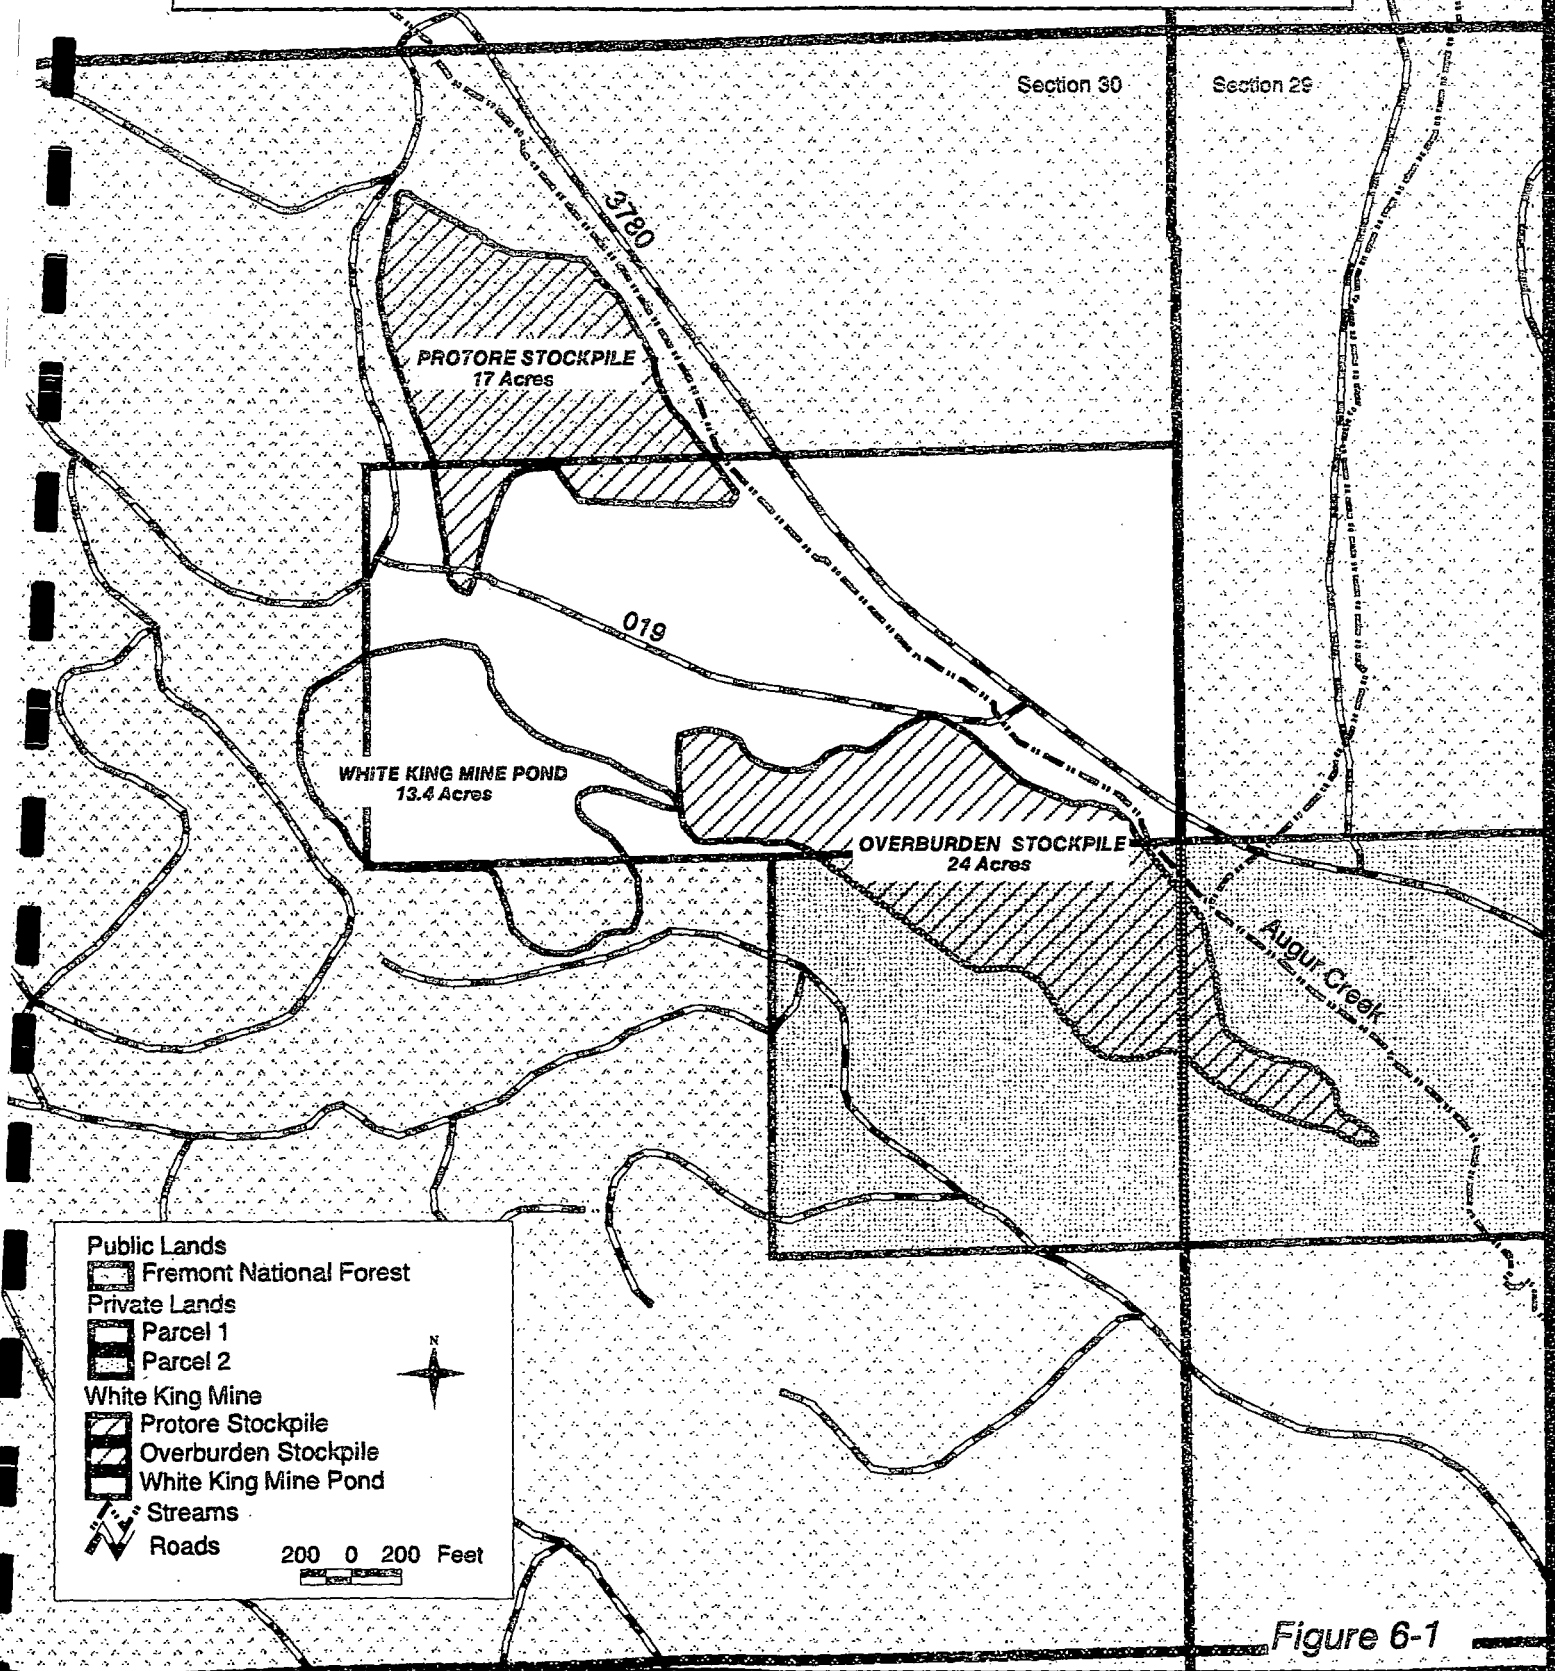 Section 30
Section 29
3780
PROTORE STOCKPILE
17 Acres
019
WHITE KING MINE POND
13.4 Acres
OVERBURDEN STOCKPILE
24 Acres
Augur Creek
Public Lands
Fremont National Forest
Private Lands
Parcel 1
Parcel 2
White King Mine
Protore Stockpile
Overburden Stockpile
White King Mine Pond
Streams
Roads
N
200 0 200 Feet
Figure 6-1